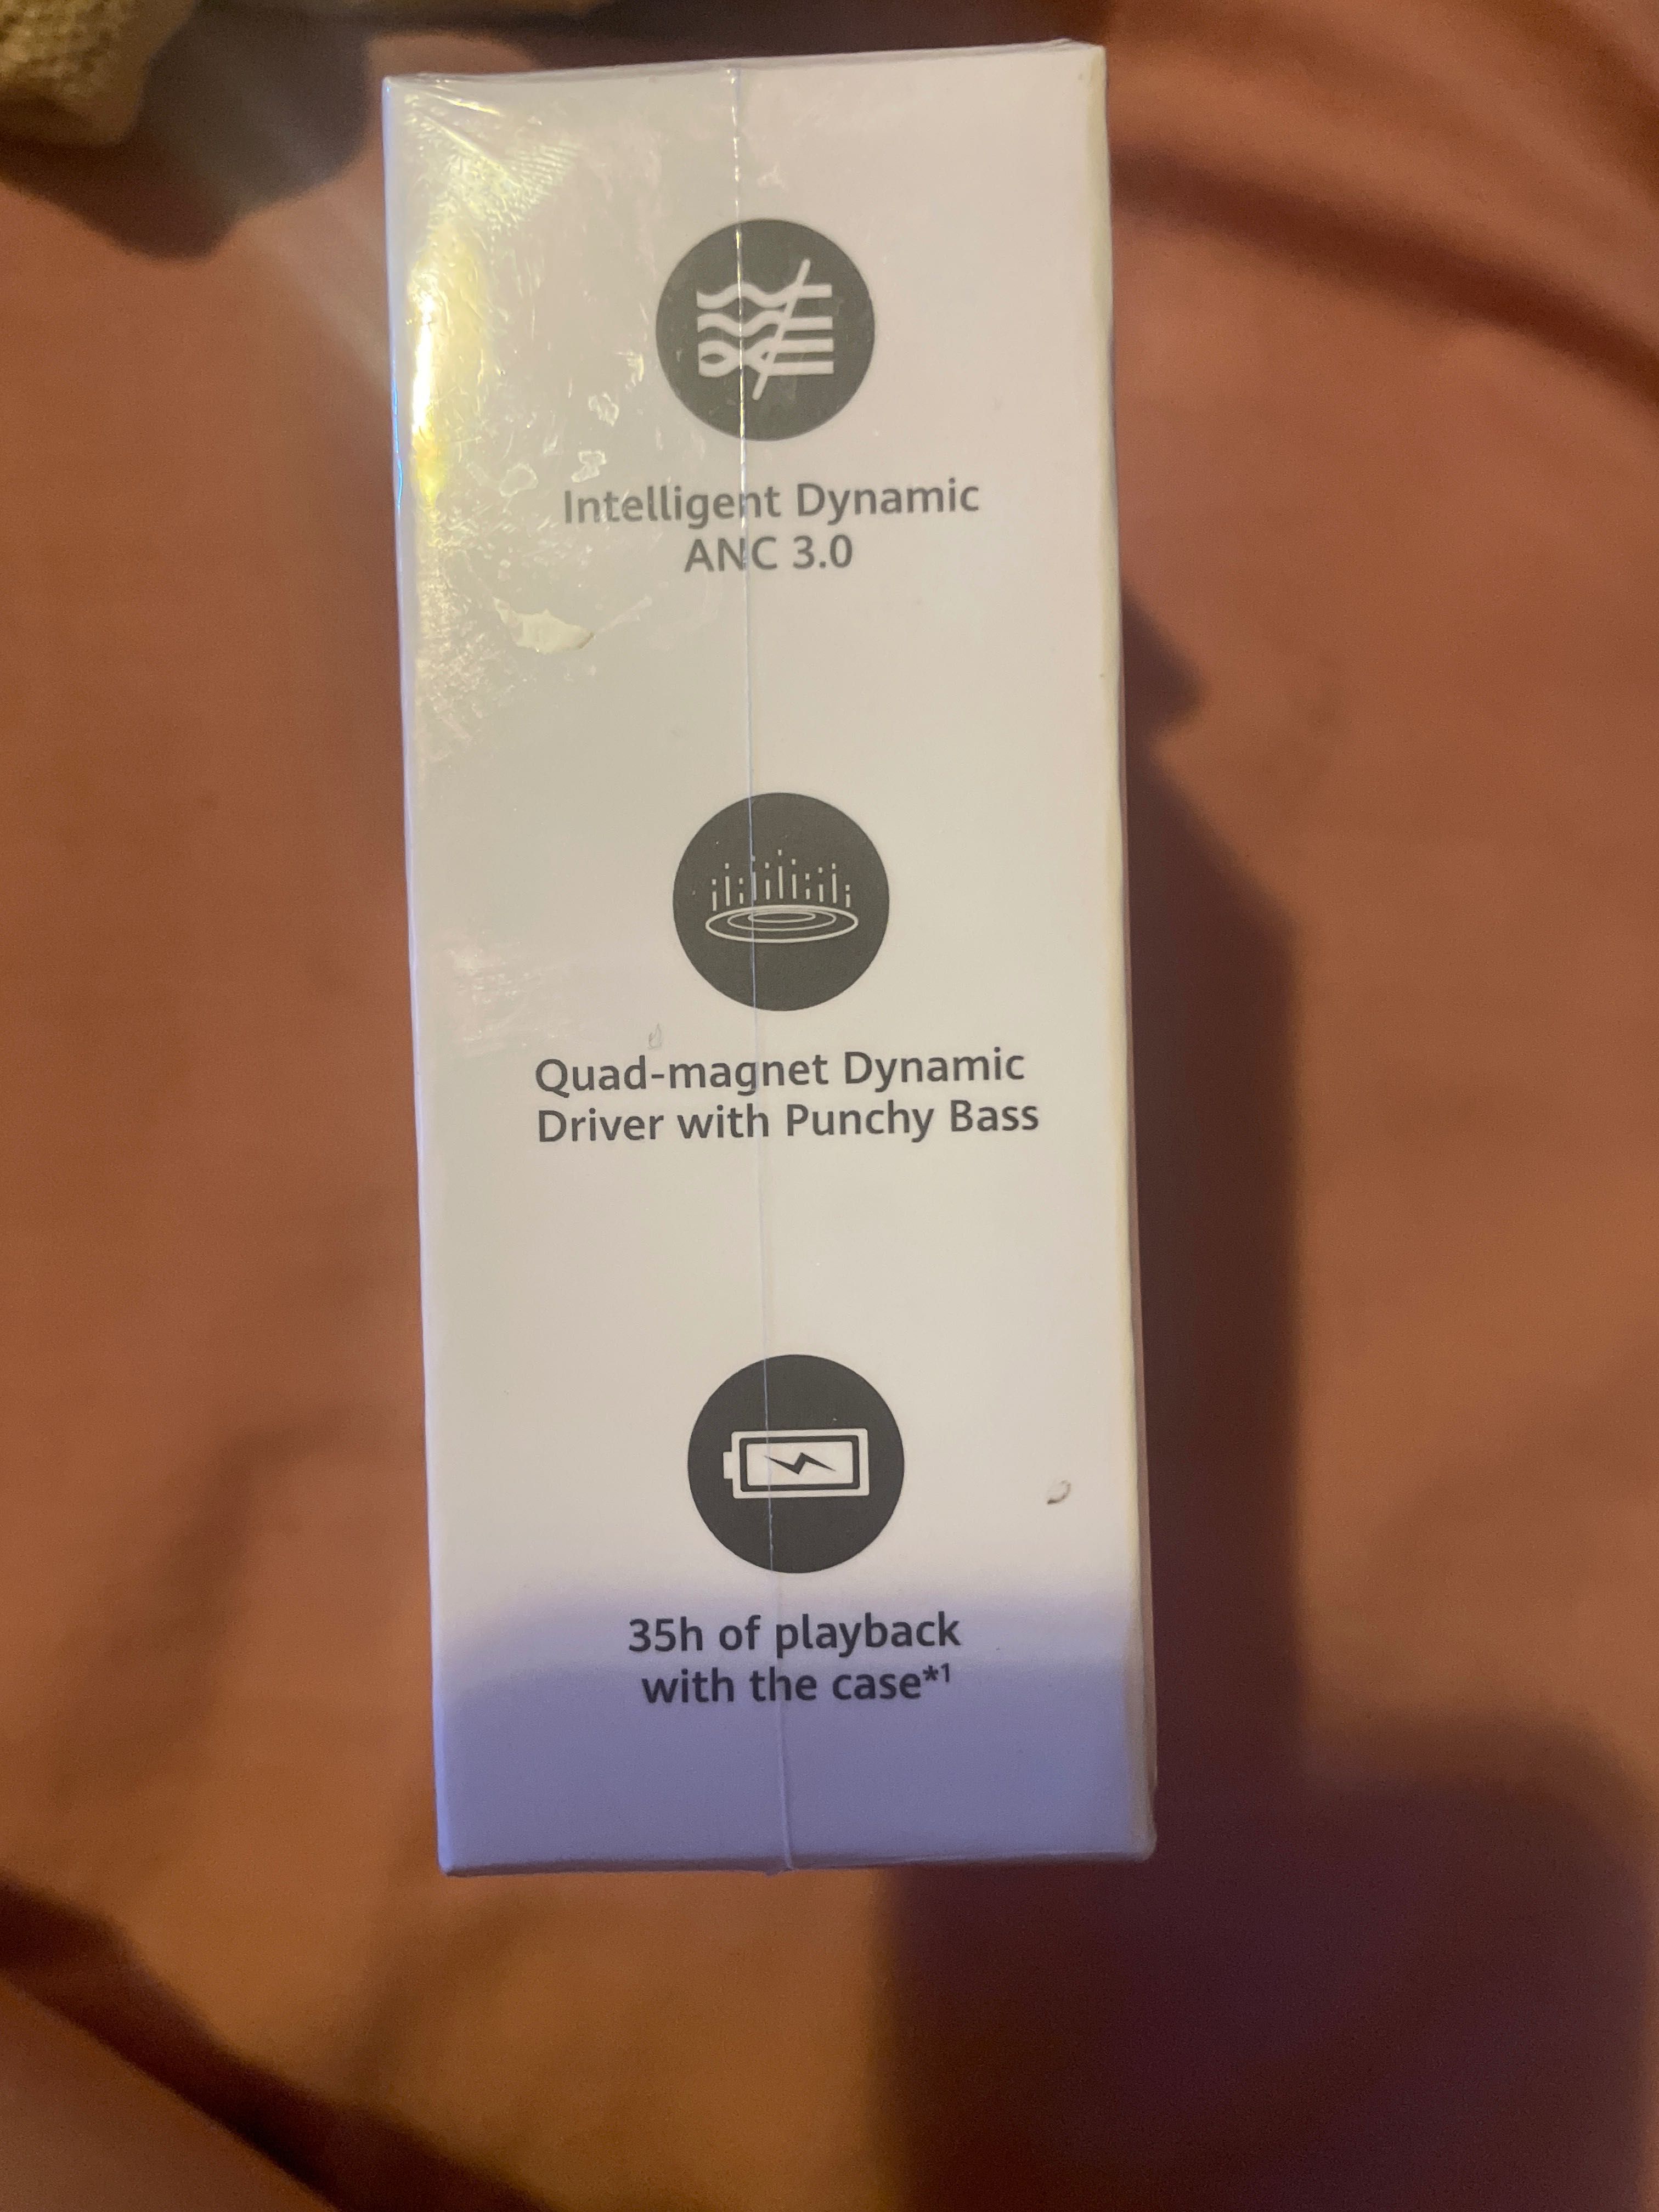 Intelligent Dynamic
ANC 3.0
Quad-magnet Dynamic
Driver with Punchy Bass
35h of playback
with the case*¹